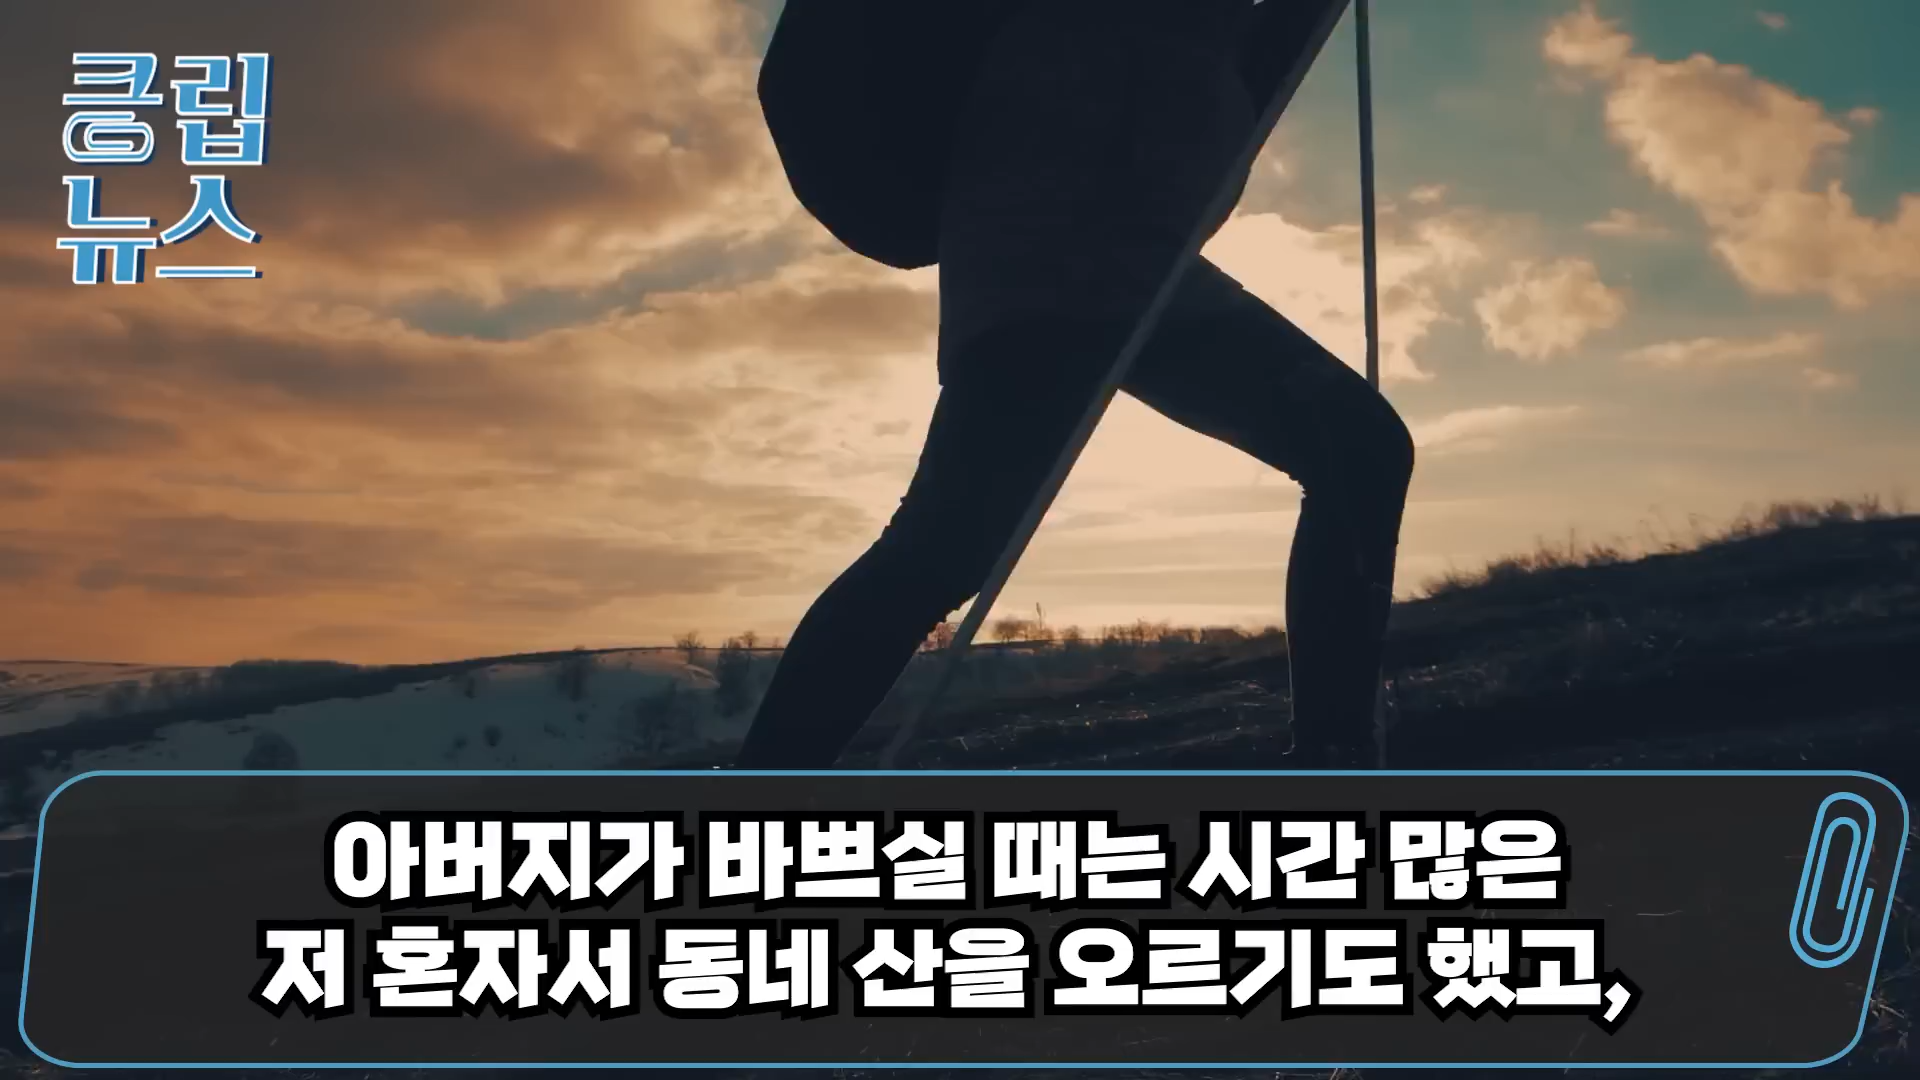 클립
뉴스
아버지가 바쁘실 때는 시간 많은
저 혼자서 동네 산을 오르기도 했고,